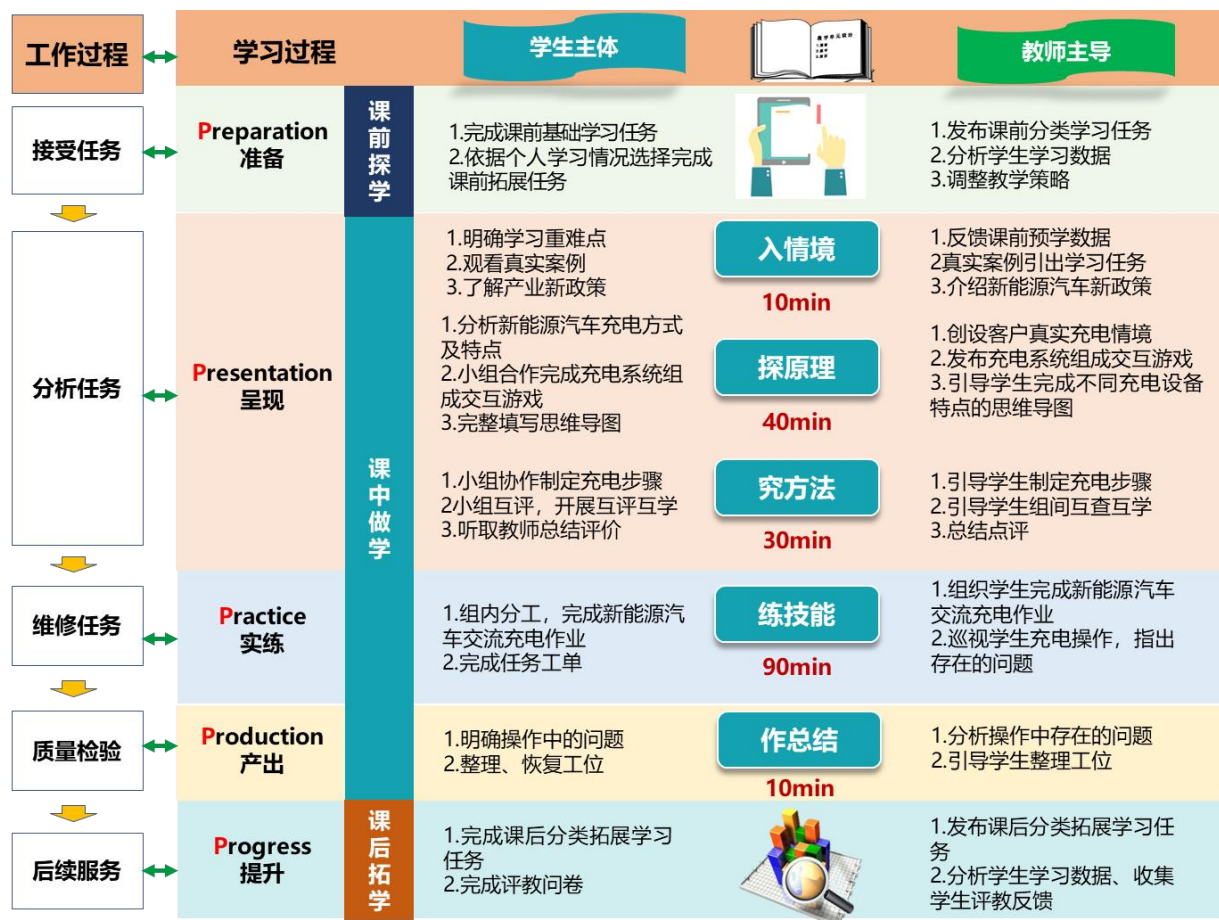 工作过程
学习过程
学生主体
教学单元设计
教师主导
接受任务
Preparation
准备
课前探学
1.完成课前基础学习任务
2.依据个人学习情况选择完成
课前拓展任务
1.发布课前分类学习任务
2.分析学生学习数据
3.调整教学策略
分析任务
Presentation
呈现
课中做学
1.明确学习重难点
2.观看真实案例
3.了解产业新政策
入情境
10min
1.反馈课前预学数据
2真实案例引出学习任务
3.介绍新能源汽车新政策
1.分析新能源汽车充电方式
及特点
2.小组合作完成充电系统组
成交互游戏
3.完整填写思维导图
探原理
40min
1.创设客户真实充电情境
2.发布充电系统组成交互游戏
3.引导学生完成不同充电设备
特点的思维导图
1.小组协作制定充电步骤
2小组互评，开展互评互学
3.听取教师总结评价
究方法
30min
1.引导学生制定充电步骤
2.引导学生组间互查互学
3.总结点评
维修任务
Practice
实练
1.组内分工，完成新能源汽
车交流充电作业
2.完成任务工单
练技能
90min
1.组织学生完成新能源汽车
交流充电作业
2.巡视学生充电操作，指出
存在的问题
质量检验
Production
产出
1.明确操作中的问题
2.整理、恢复工位
作总结
10min
1.分析操作中存在的问题
2.引导学生整理工位
后续服务
Progress
提升
课后拓学
1.完成课后分类拓展学习
任务
2.完成评教问卷
1.发布课后分类拓展学习任
务
2.分析学生学习数据、收集
学生评教反馈